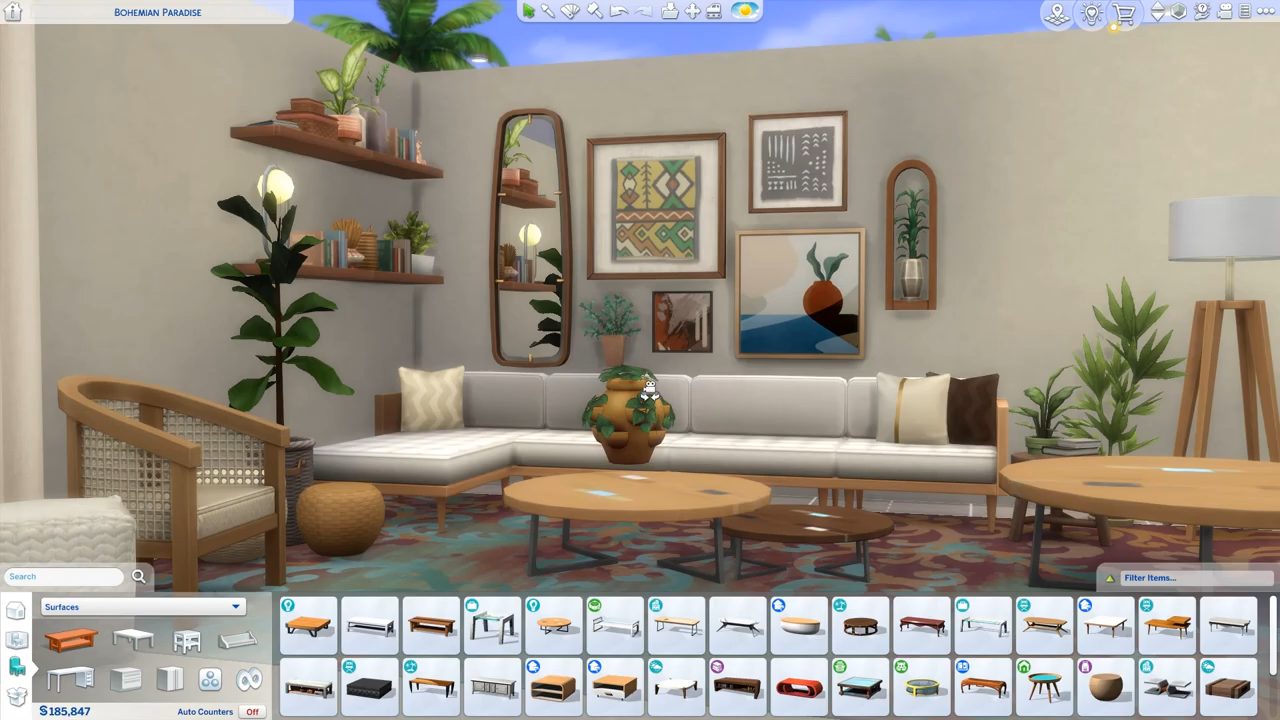 Bohemian Paradise
Search
Filter Items...
Surfaces
§185,847
Auto Counters
Off